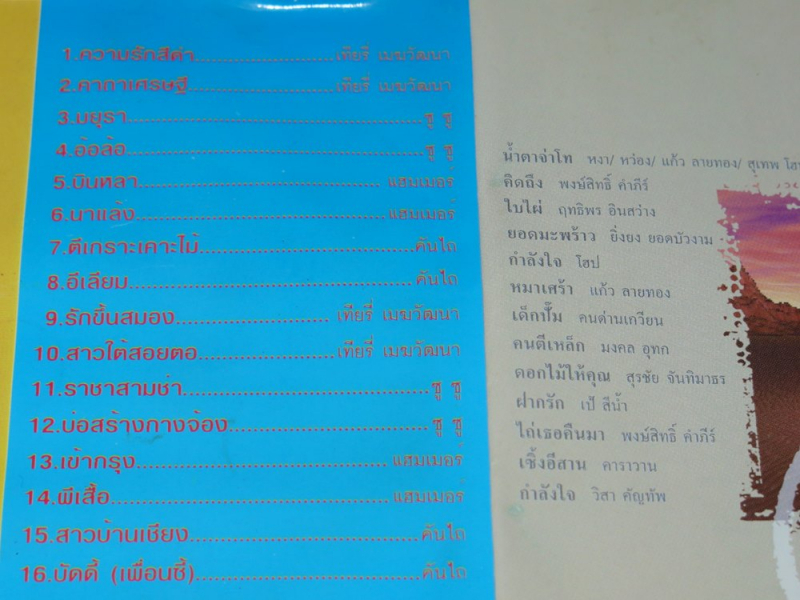 1.ความรักสีดำ........................เทียรี่ เมฆวัฒนา
2.คาถาเศรษฐี........................เทียรี่ เมฆวัฒนา
3.มยุรา........................ซู ซู
4.อ้อล้อ........................ซู ซู
5.บินหลา........................แฮมเมอร์
6.นาแล้ง........................แฮมเมอร์
7.ตีเกราะเคาะไม้........................คันไถ
8.อีเลียม........................คันไถ
9.รักขึ้นสมอง........................เทียรี่ เมฆวัฒนา
10.สาวใต้สอยตอ........................เทียรี่ เมฆวัฒนา
11.ราชาสามช่า........................ซู ซู
12.บ่อสร้างกางจ้อง........................ซู ซู
13.เข้ากรุง........................แฮมเมอร์
14.ผีเสื้อ........................แฮมเมอร์
15.สาวบ้านเชียง........................คันไถ
16.บัดดี้ (เพื่อนซี้)........................คันไถ
น้ำตาจ่าโท หงา/ หว่อง/ แก้ว ลายทอง/ สุเทพ
คิดถึง พงษ์สิทธิ์ คำภีร์
ใบไผ่ ฤทธิพร อินสว่าง
ยอดมะพร้าว ยิ่งยง ยอดบัวงาม
กำลังใจ โฮป
หมาเศร้า แก้ว ลายทอง
เด็กปั๊ม คนด่านเกวียน
คนตีเหล็ก มงคล อุทก
ดอกไม้ให้คุณ สุรชัย จันทิมาธร
ฝากรัก เป้ สีน้ำ
ไถ่เธอคืนมา พงษ์สิทธิ์ คำภีร์
เซิ้งอีสาน คาราวาน
กำลังใจ วิสา คัญทัพ